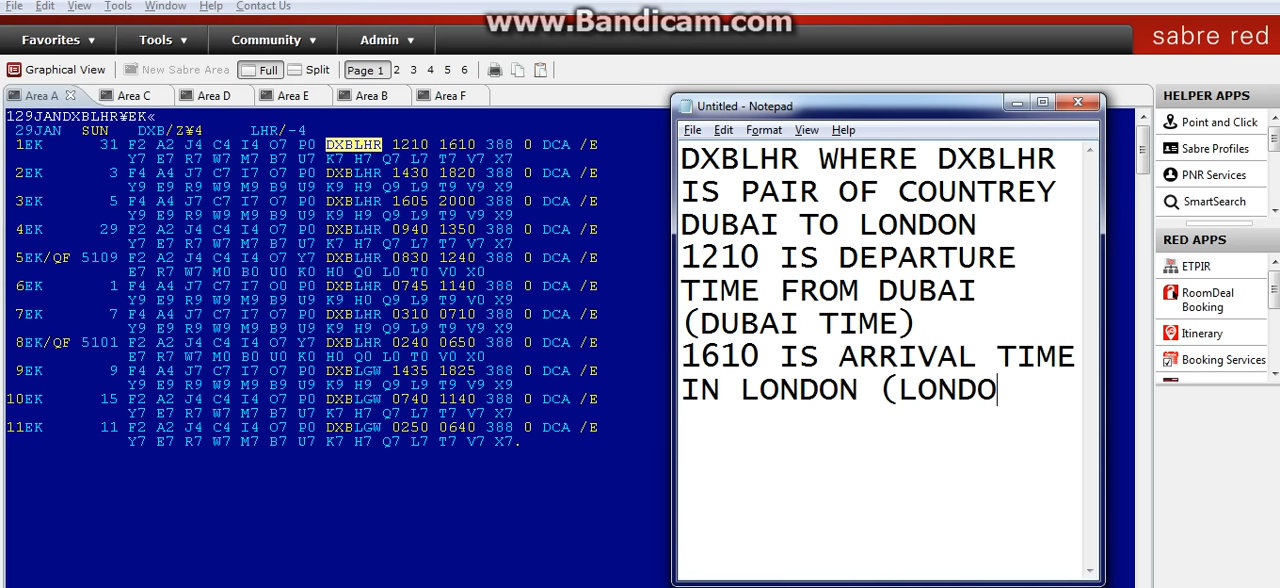 File Edit View Tools Window Help Contact Us
www.Bandicam.com
Favorites Tools Community Admin
sabre red
Graphical View New Sabre Area Full Split Page 1 2 3 4 5 6
Area A Area C Area D Area E Area B Area F
129JANDXBLHR¥EK«
29JAN SUN DXB/Z¥4 LHR/-4
1EK 31 F2 A2 J4 C4 I4 O7 P0 DXBLHR 1210 1610 388 0 DCA /E
Y7 E7 R7 W7 M7 B7 U7 K7 H7 Q7 L7 T7 V7 X7
2EK 3 F4 A4 J7 C7 I7 O7 P0 DXBLHR 1430 1820 388 0 DCA /E
Y9 E9 R9 W9 M9 B9 U9 K9 H9 Q9 L9 T9 V9 X9
3EK 5 F4 A4 J7 C7 I7 O7 P0 DXBLHR 1605 2000 388 0 DCA /E
Y9 E9 R9 W9 M9 B9 U9 K9 H9 Q9 L9 T9 V9 X9
4EK 29 F2 A2 J4 C4 I4 O7 P0 DXBLHR 0940 1350 388 0 DCA /E
Y7 E7 R7 W7 M7 B7 U7 K7 H7 Q7 L7 T7 V7 X7
5EK/QF 5109 F2 A2 J4 C4 I4 O7 Y7 DXBLHR 0830 1240 388 0 DCA /E
E7 R7 W7 M0 B0 U0 K0 H0 Q0 L0 T0 V0 X0
6EK 1 F4 A4 J7 C7 I7 O0 P0 DXBLHR 0745 1140 388 0 DCA /E
Y9 E9 R9 W9 M9 B9 U9 K9 H0 Q0 L0 T0 V0 X0
7EK 7 F4 A4 J7 C7 I7 O7 P0 DXBLHR 0310 0710 388 0 DCA /E
Y9 E9 R9 W9 M9 B9 U9 K9 H9 Q9 L9 T9 V9 X9
8EK/QF 5101 F2 A2 J4 C4 I4 O7 Y7 DXBLHR 0240 0650 388 0 DCA /E
E7 R7 W7 M0 B0 U0 K0 H0 Q0 L0 T0 V0 X0
9EK 9 F4 A4 J7 C7 I7 O7 P0 DXBLGW 1435 1825 388 0 DCA /E
Y9 E9 R9 W9 M9 B9 U9 K9 H9 Q9 L9 T9 V9 X9
10EK 15 F2 A2 J4 C4 I4 O7 P0 DXBLGW 0740 1140 388 0 DCA /E
Y7 E7 R7 W7 M7 B7 U7 K7 H7 Q7 L7 T7 V7 X7
11EK 11 F2 A2 J4 C4 I4 O7 P0 DXBLGW 0250 0640 388 0 DCA /E
Y7 E7 R7 W7 M7 B7 U7 K7 H7 Q7 L7 T7 V7 X7.
Untitled - Notepad
File Edit Format View Help
DXBLHR WHERE DXBLHR
IS PAIR OF COUNTREY
DUBAI TO LONDON
1210 IS DEPARTURE
TIME FROM DUBAI
(DUBAI TIME)
1610 IS ARRIVAL TIME
IN LONDON (LONDO
HELPER APPS
Point and Click
Sabre Profiles
PNR Services
SmartSearch
RED APPS
ETPIR
RoomDeal
Booking
Itinerary
Booking Services